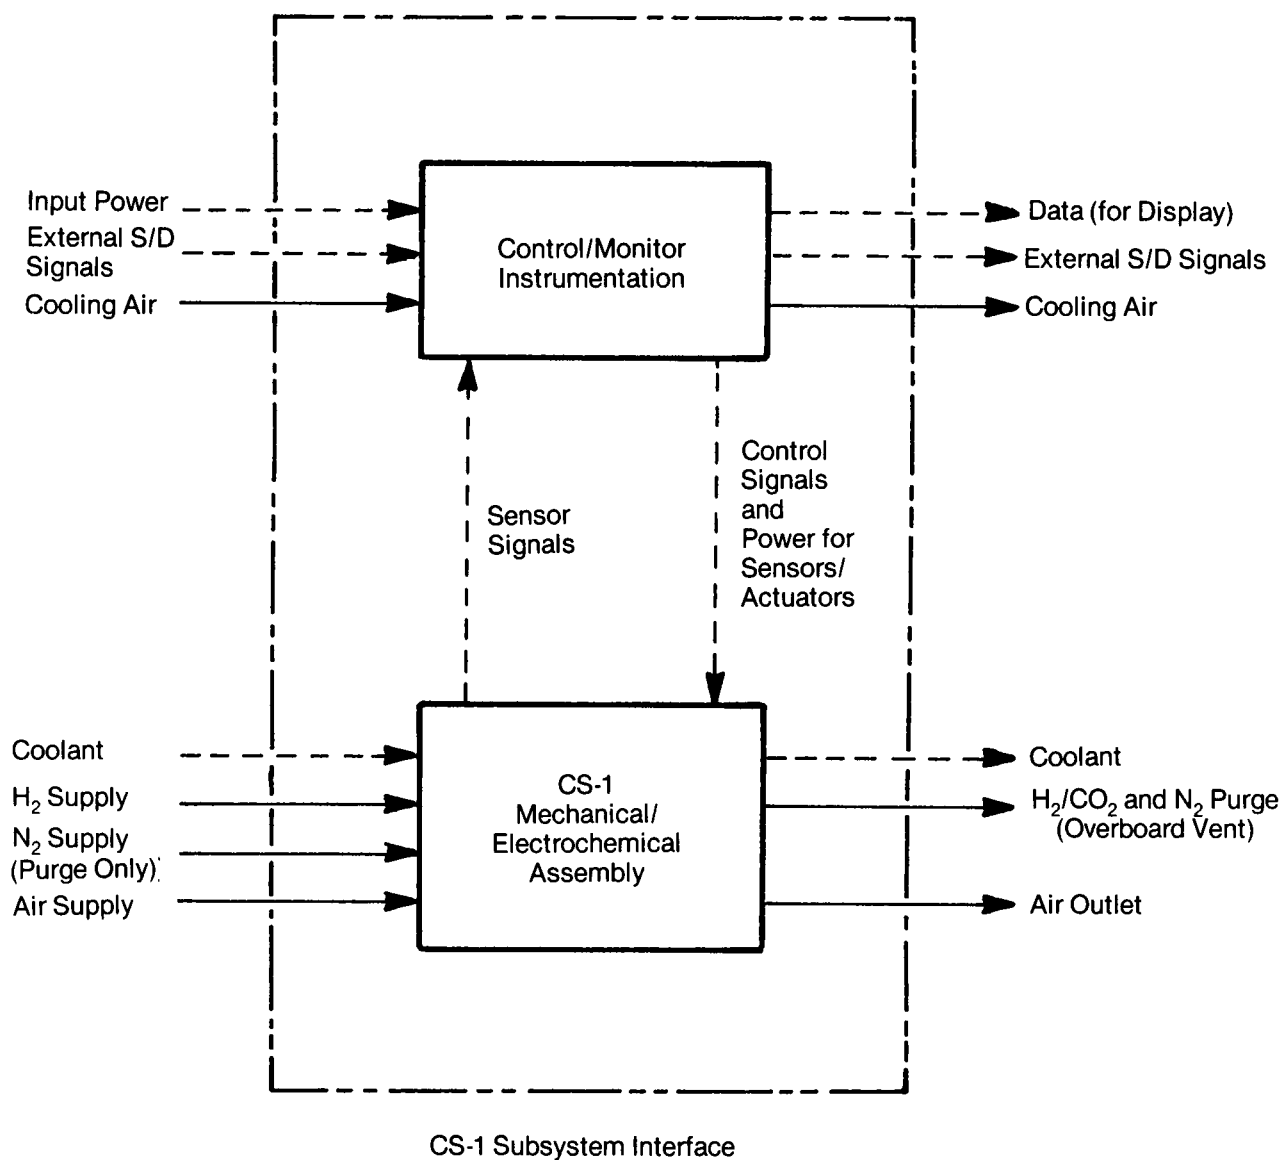 Input Power
External S/D
Signals
Cooling Air
Control/Monitor
Instrumentation
Data (for Display)
External S/D Signals
Cooling Air
Sensor
Signals
Control
Signals
and
Power for
Sensors/
Actuators
Coolant
H₂ Supply
N₂ Supply
(Purge Only)
Air Supply
CS-1
Mechanical/
Electrochemical
Assembly
Coolant
H₂/CO₂ and N₂ Purge
(Overboard Vent)
Air Outlet
CS-1 Subsystem Interface